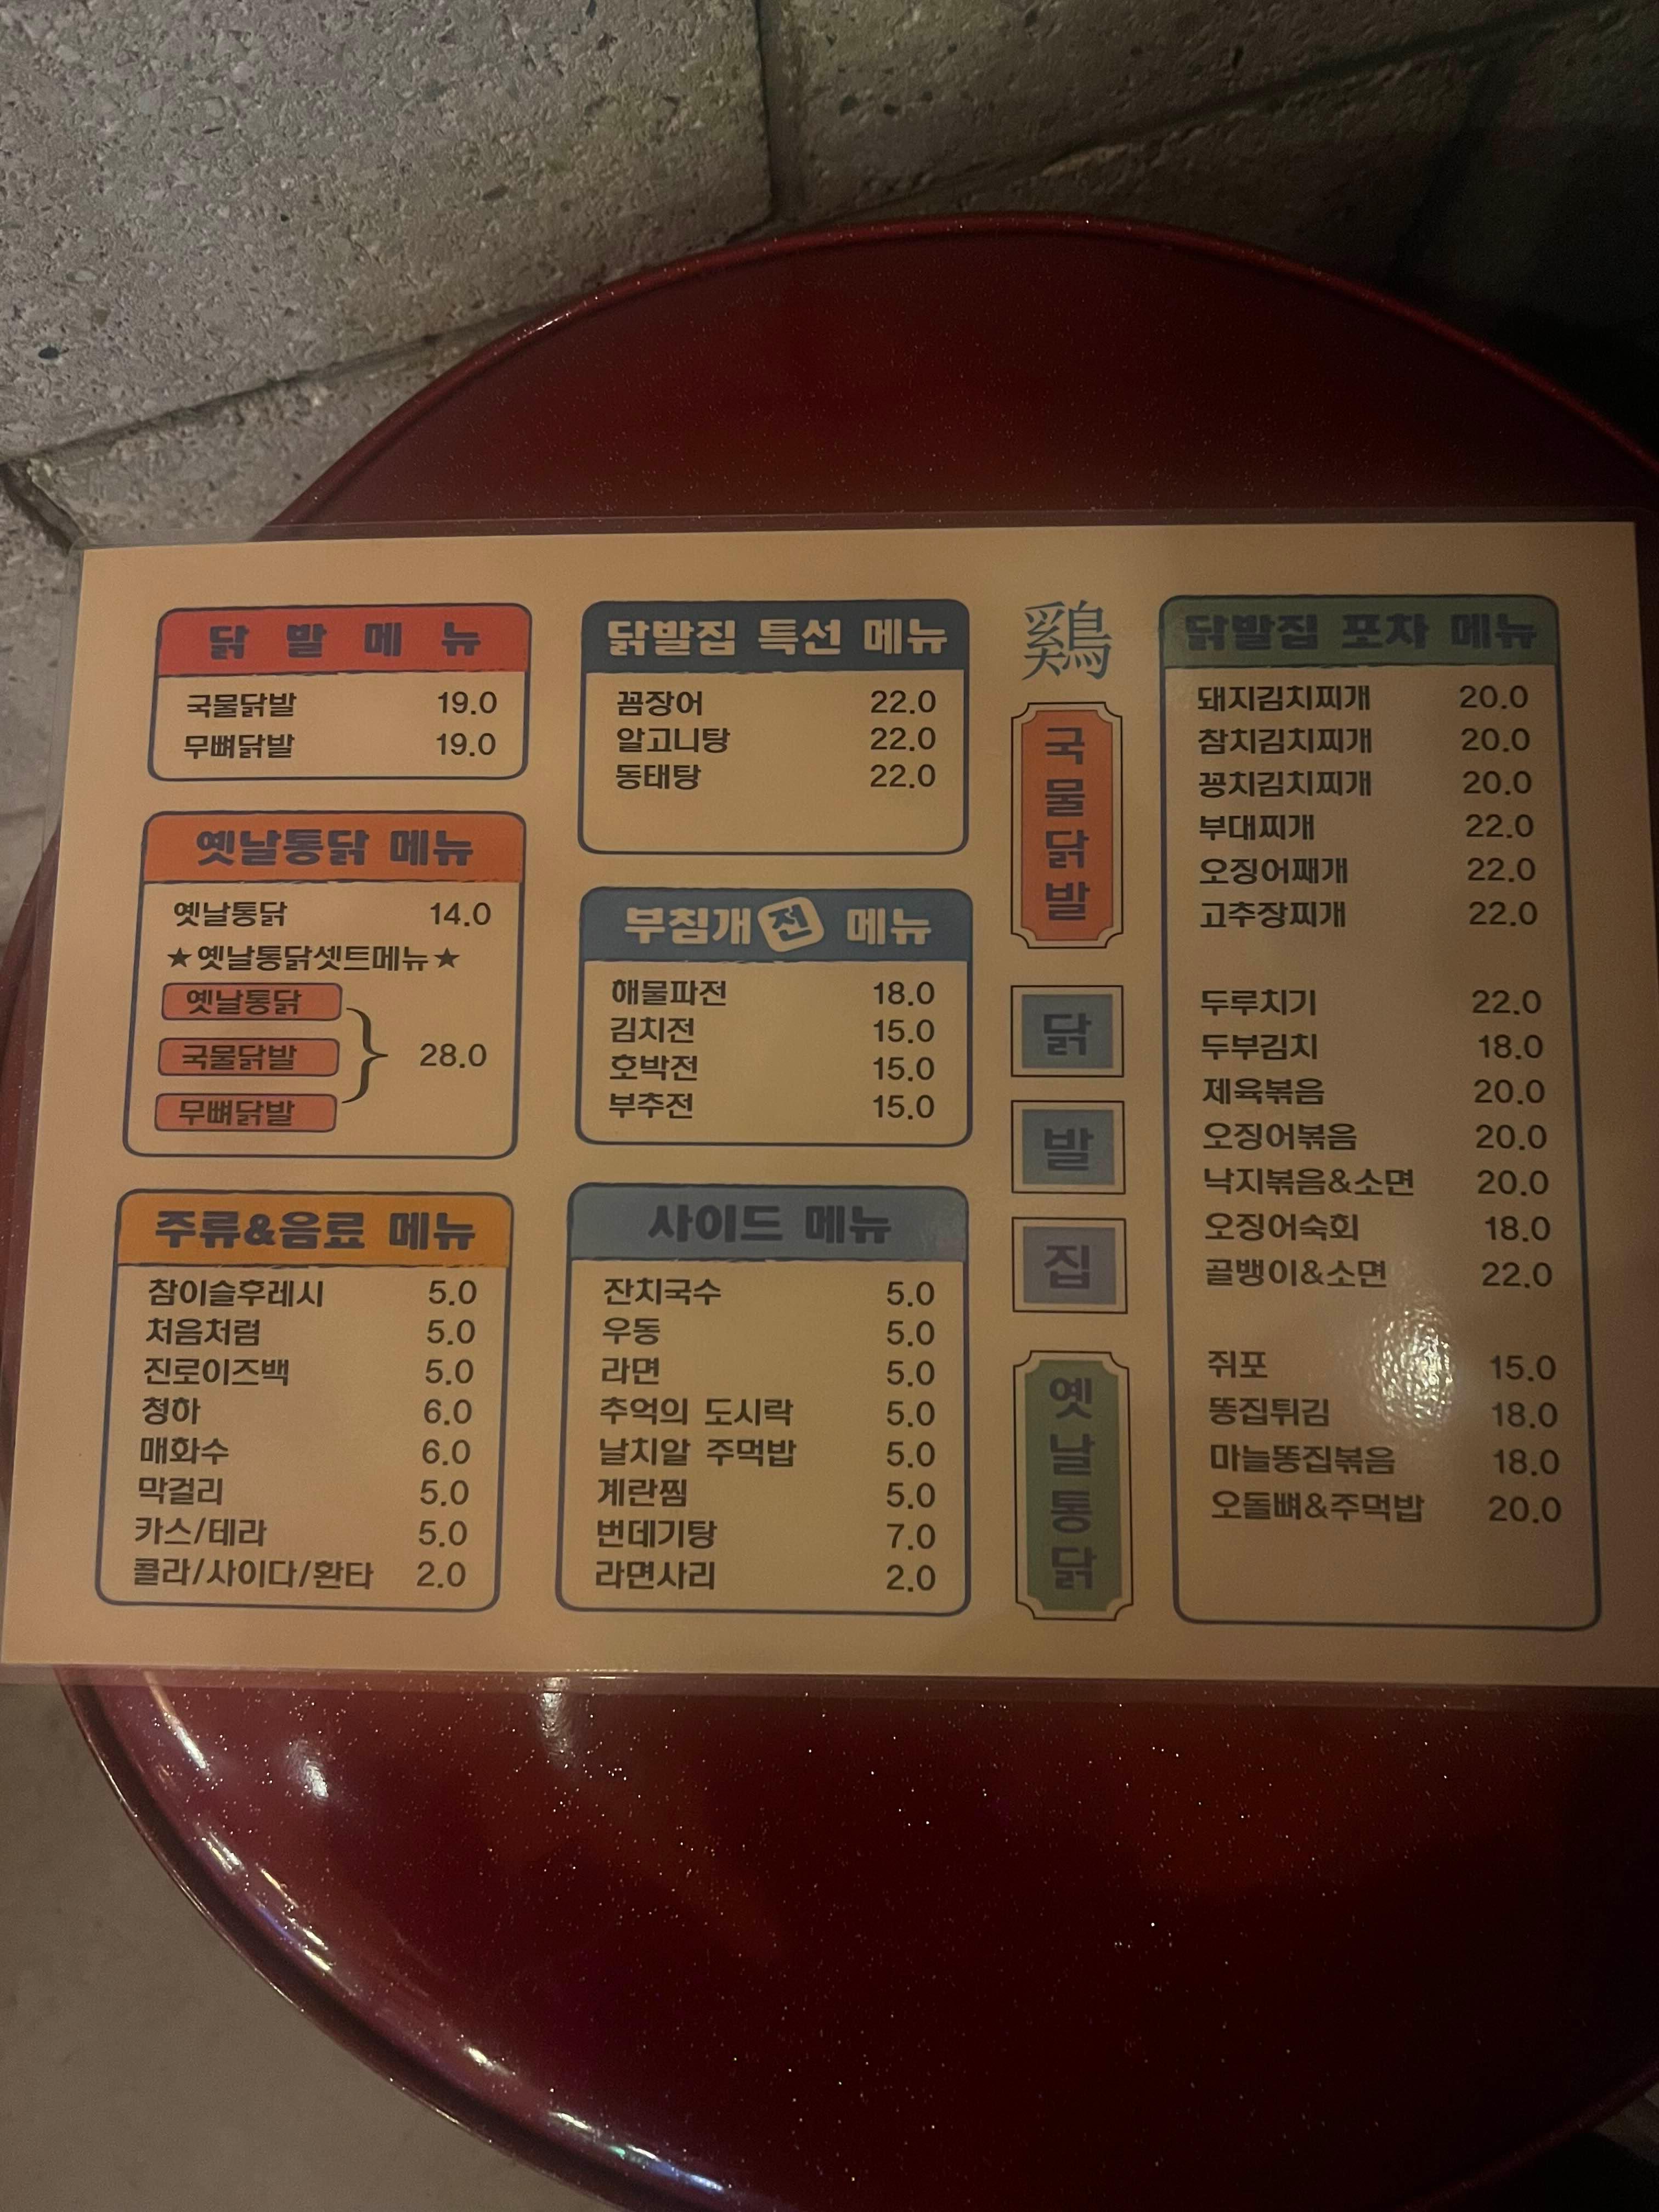 닭 발 메 뉴
국물닭발 19.0
무뼈닭발 19.0
옛날통닭 메뉴
옛날통닭 14.0
★옛날통닭셋트메뉴★
옛날통닭
국물닭발
무뼈닭발
28.0
주류&음료 메뉴
참이슬후레시 5.0
처음처럼 5.0
진로이즈백 5.0
청하 6.0
매화수 6.0
막걸리 5.0
카스/테라 5.0
콜라/사이다/환타 2.0
닭발집 특선 메뉴
꼼장어 22.0
알고니탕 22.0
동태탕 22.0
부침개 전 메뉴
해물파전 18.0
김치전 15.0
호박전 15.0
부추전 15.0
사이드 메뉴
잔치국수 5.0
우동 5.0
라면 5.0
추억의 도시락 5.0
날치알 주먹밥 5.0
계란찜 5.0
번데기탕 7.0
라면사리 2.0
鷄
국물닭발
닭
발
집
옛날통닭
닭발집 포차 메뉴
돼지김치찌개 20.0
참치김치찌개 20.0
꽁치김치찌개 20.0
부대찌개 22.0
오징어째개 22.0
고추장찌개 22.0
두루치기 22.0
두부김치 18.0
제육볶음 20.0
오징어볶음 20.0
낙지볶음&소면 20.0
오징어숙회 18.0
골뱅이&소면 22.0
쥐포 15.0
똥집튀김 18.0
마늘똥집볶음 18.0
오돌뼈&주먹밥 20.0